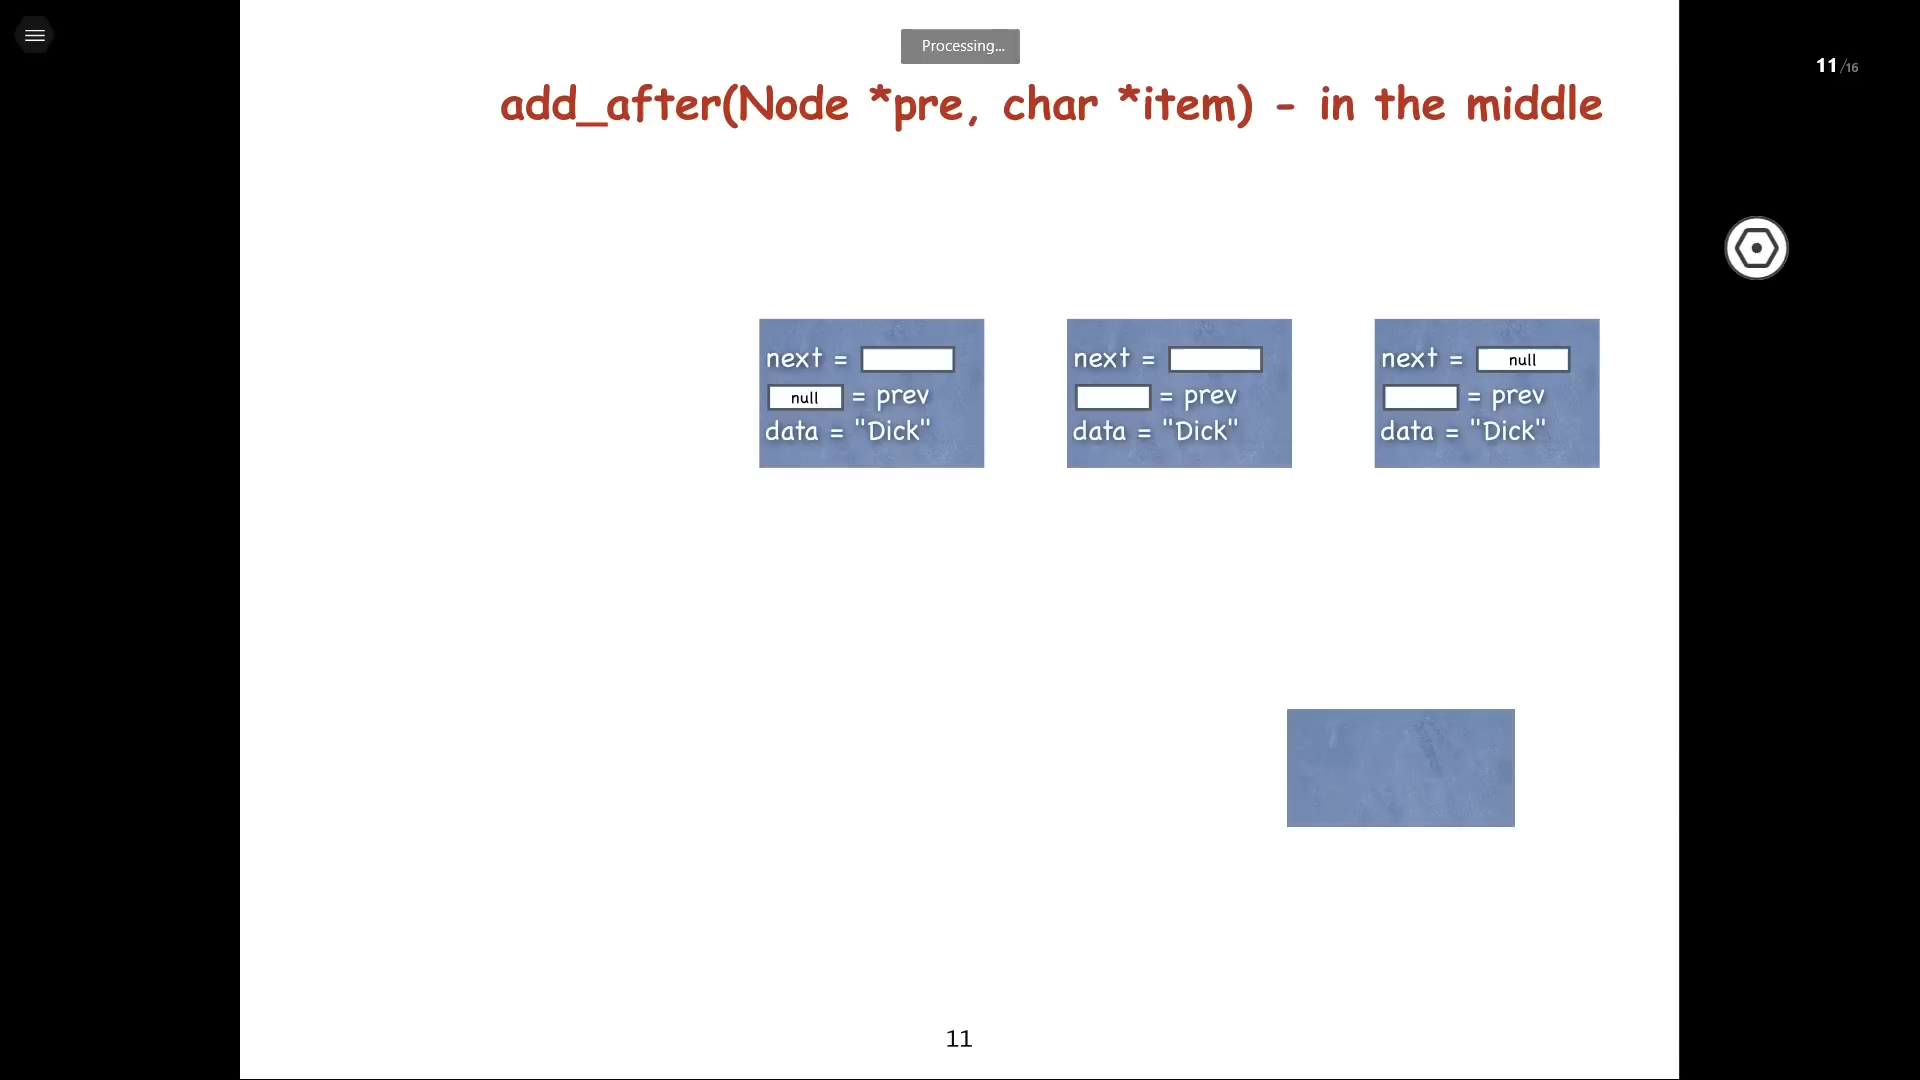 Processing...
11/16
add_after(Node *pre, char *item) - in the middle
next =
null = prev
data = "Dick"
next =
= prev
data = "Dick"
next = null
= prev
data = "Dick"
11